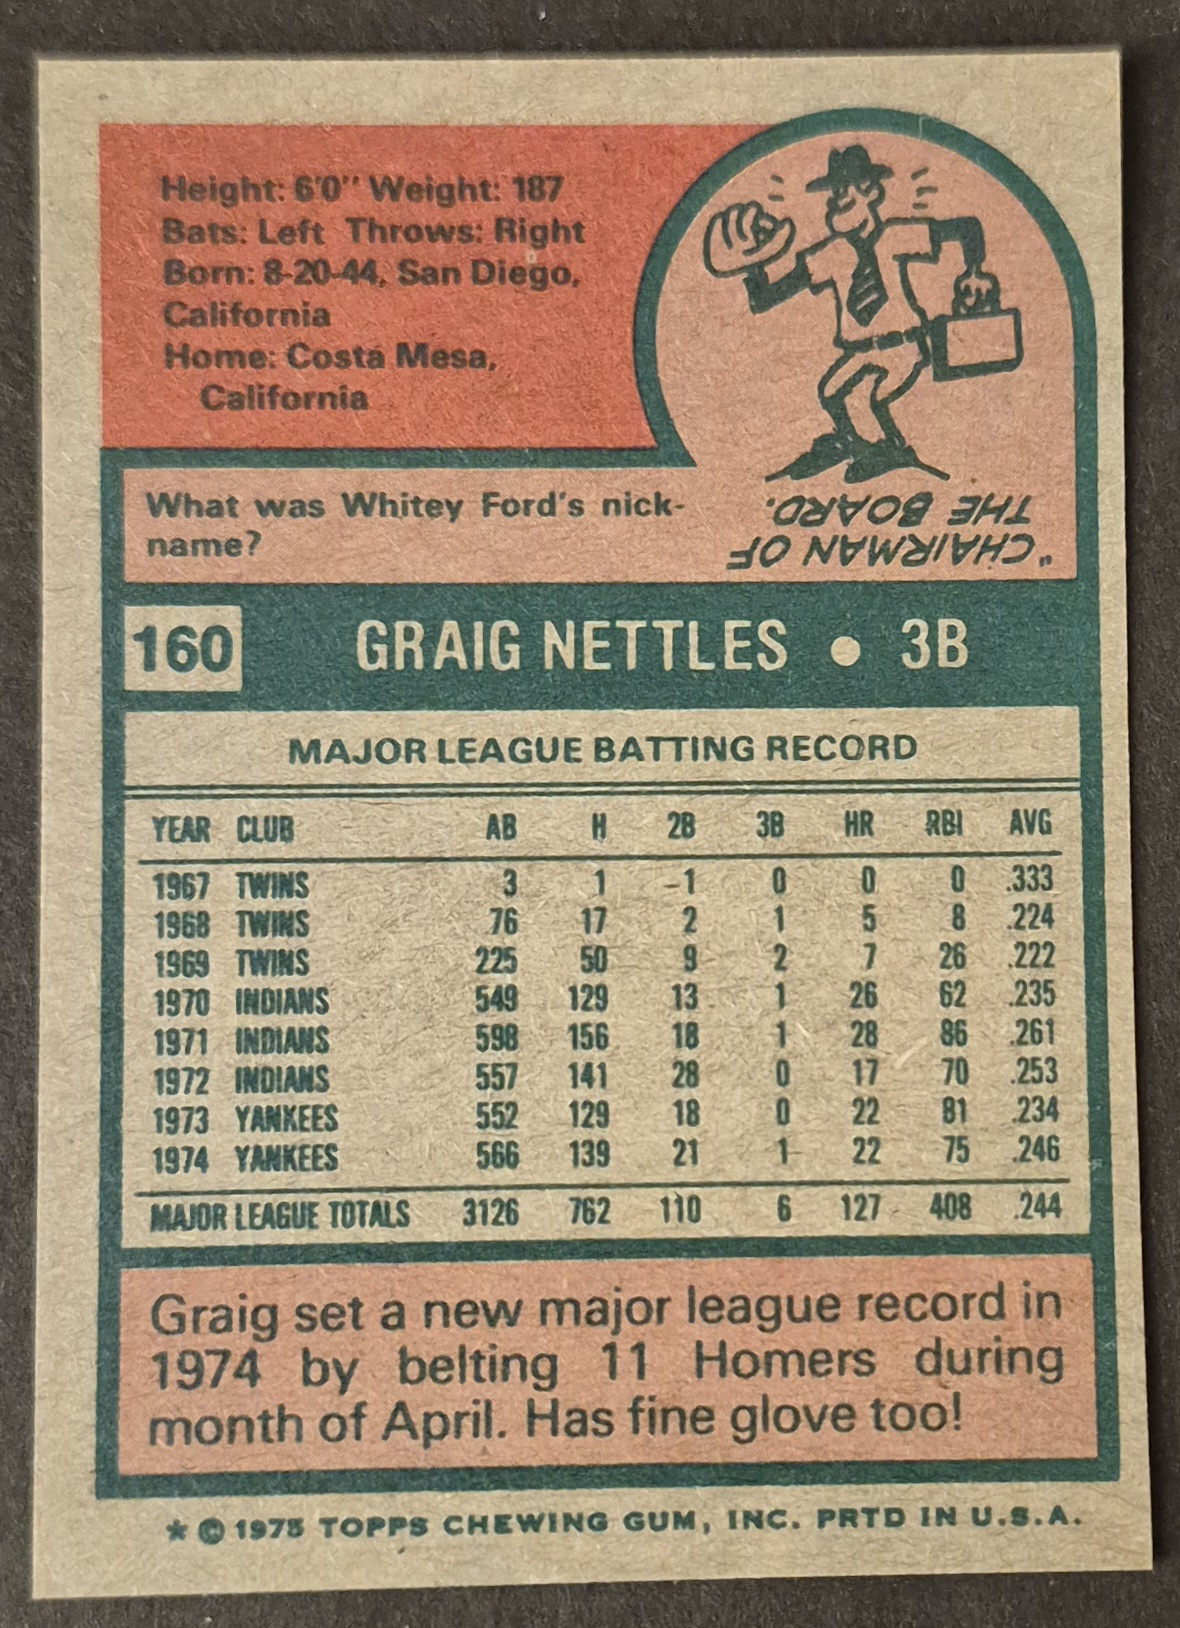 Height: 6'0" Weight: 187
Bats: Left Throws: Right
Born: 8-20-44, San Diego,
California
Home: Costa Mesa,
California
What was Whitey Ford's nick-
name?
"CHAIRMAN OF
THE BOARD.
160 GRAIG NETTLES • 3B
MAJOR LEAGUE BATTING RECORD
YEAR CLUB AB H 2B 3B HR RBI AVG
1967 TWINS 3 1 1 0 0 0 .333
1968 TWINS 76 17 2 1 5 8 .224
1969 TWINS 225 50 9 2 7 26 .222
1970 INDIANS 549 129 13 1 26 62 .235
1971 INDIANS 598 156 18 1 28 86 .261
1972 INDIANS 557 141 28 0 17 70 .253
1973 YANKEES 552 129 18 0 22 81 .234
1974 YANKEES 566 139 21 1 22 75 .246
MAJOR LEAGUE TOTALS 3126 762 110 6 127 408 .244
Graig set a new major league record in
1974 by belting 11 Homers during
month of April. Has fine glove too!
* © 1975 TOPPS CHEWING GUM, INC. PRTD IN U.S.A.